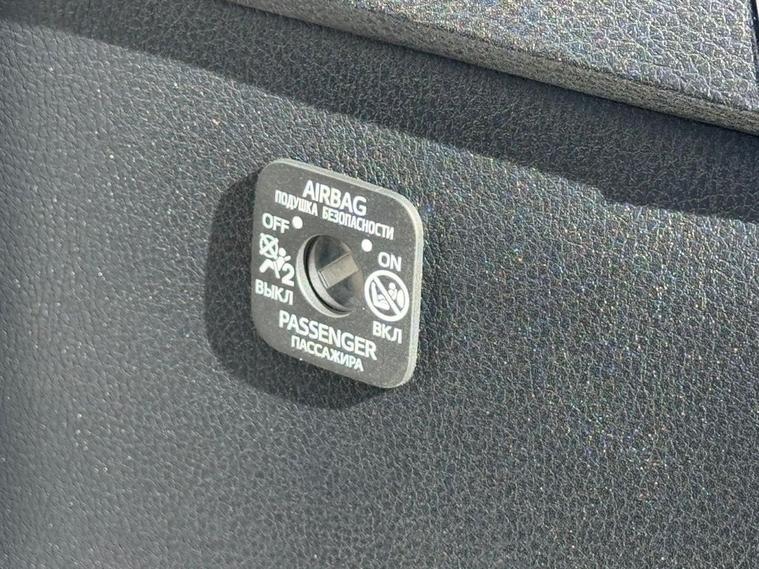 AIRBAG
ПОДУШКА БЕЗОПАСНОСТИ
OFF
ON
2
ВЫКЛ
ВКЛ
PASSENGER
ПАССАЖИРА